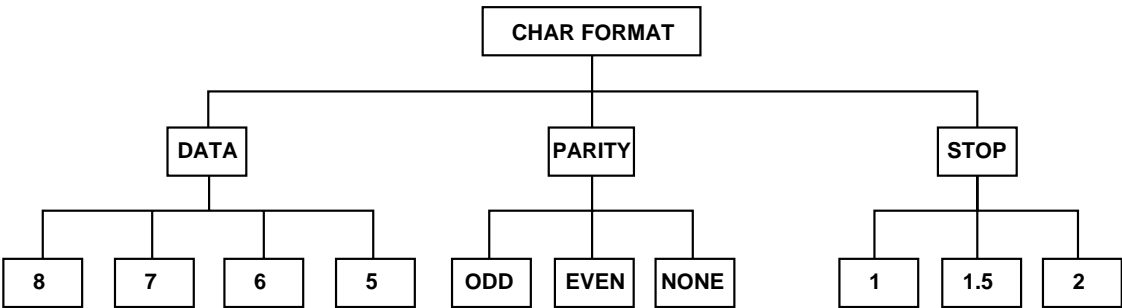 CHAR FORMAT
DATA PARITY STOP
8 7 6 5 ODD EVEN NONE 1 1.5 2